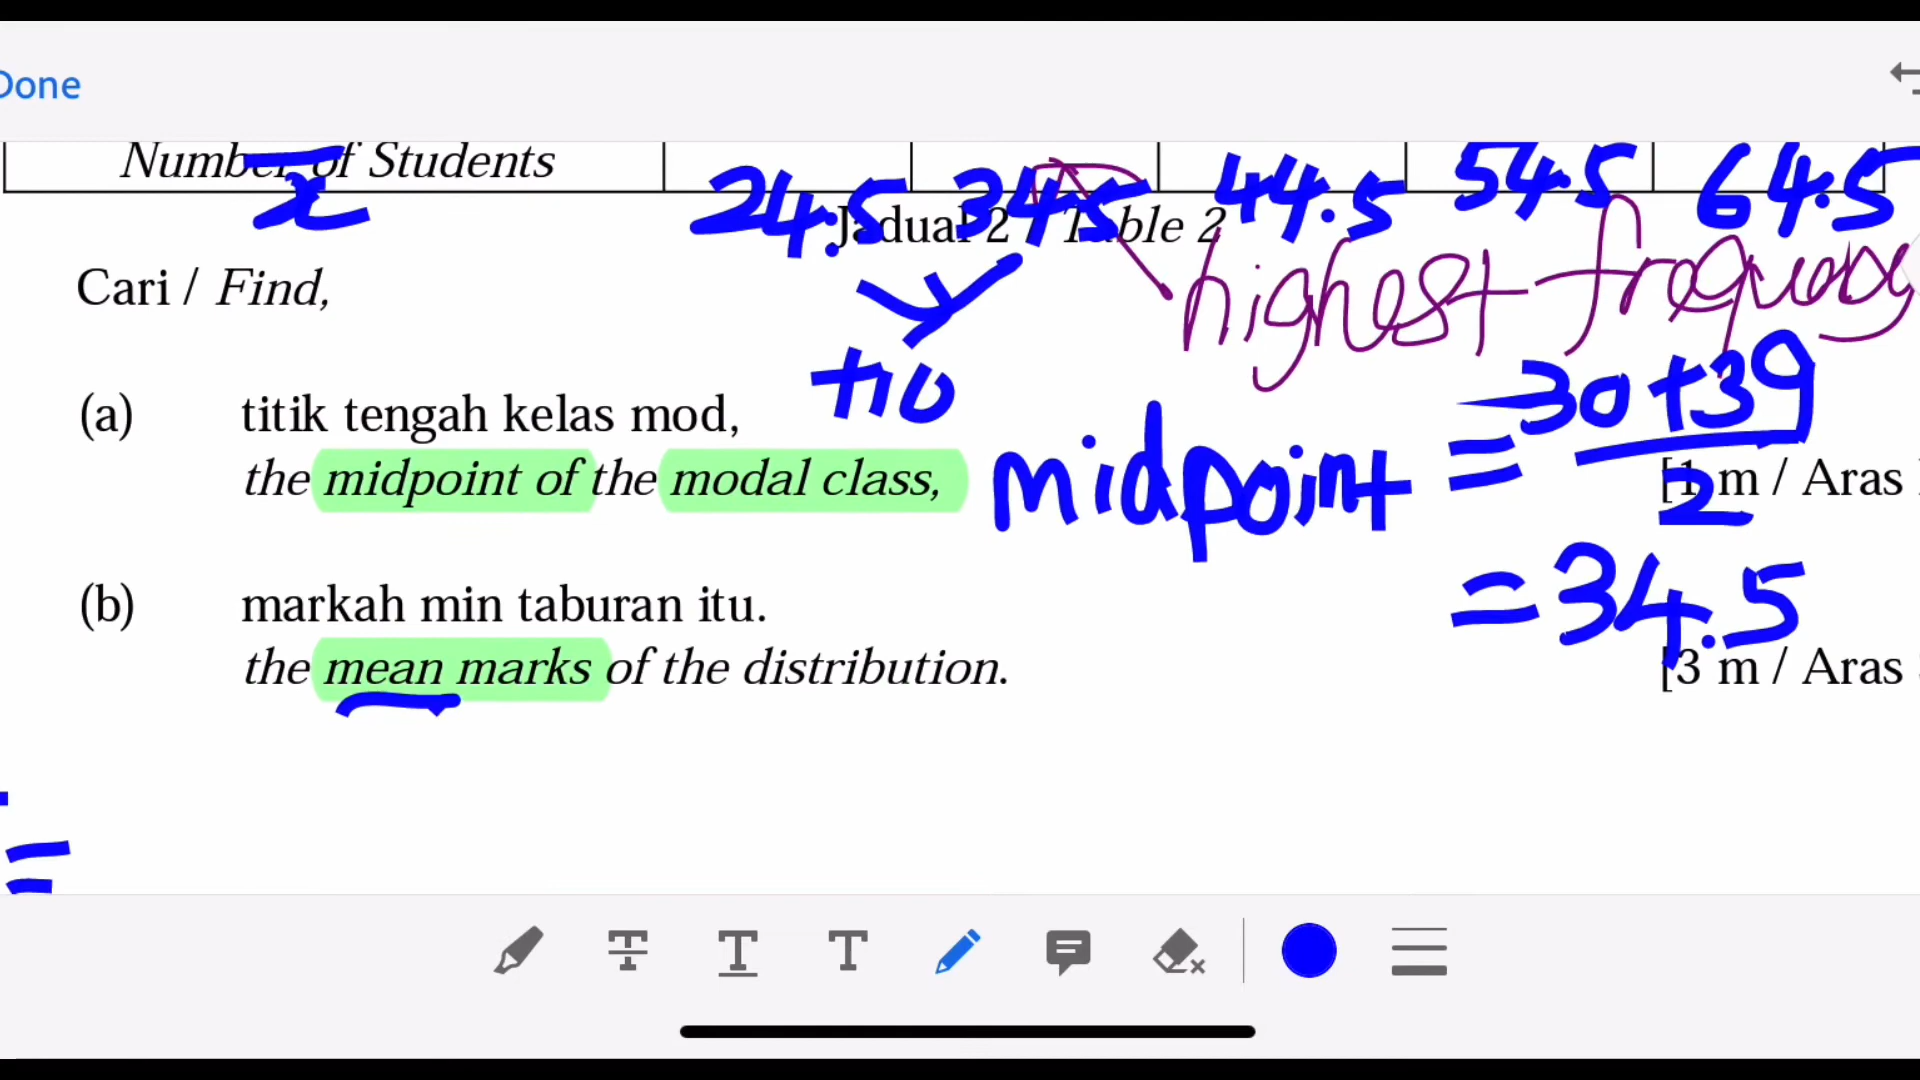 Done
Number of Students
x
24.5 34.5 44.5 54.5 64.5
Jadual 2 / Table 2
highest frequency
Cari / Find,
+10
(a) titik tengah kelas mod,
the midpoint of the modal class,
midpoint = 30+39
2
[1 m / Aras
= 34.5
(b) markah min taburan itu.
the mean marks of the distribution.
[3 m / Aras
=